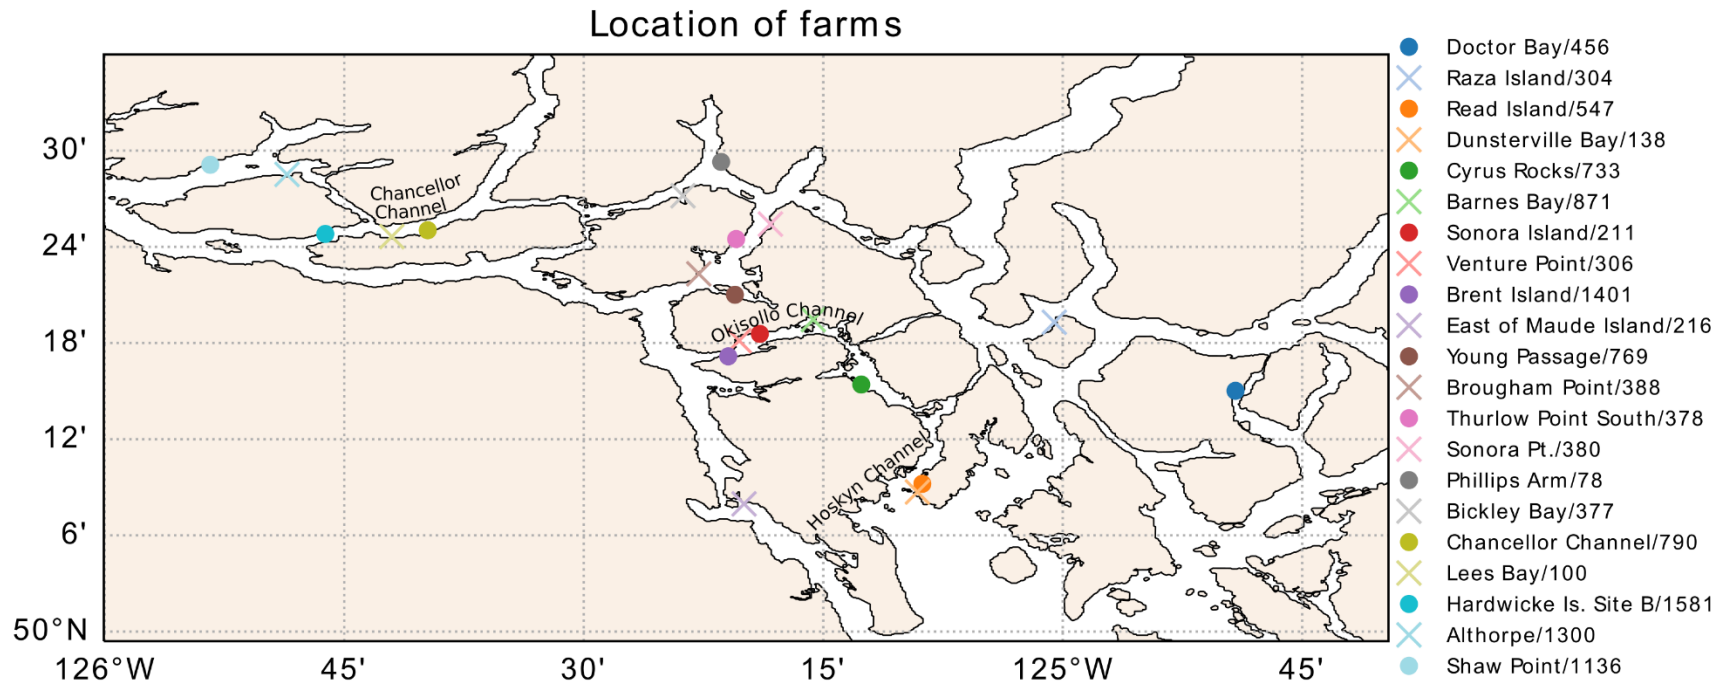 Location of farms
30'
24'
18'
12'
6'
50°N
126°W
45'
30'
15'
125°W
45'
Chancellor
Channel
Okisollo Channel
Hoskyn Channel
Doctor Bay/456
Raza Island/304
Read Island/547
Dunsterville Bay/138
Cyrus Rocks/733
Barnes Bay/871
Sonora Island/211
Venture Point/306
Brent Island/1401
East of Maude Island/216
Young Passage/769
Brougham Point/388
Thurlow Point South/378
Sonora Pt./380
Phillips Arm/78
Bickley Bay/377
Chancellor Channel/790
Lees Bay/100
Hardwicke Is. Site B/1581
Althorpe/1300
Shaw Point/1136